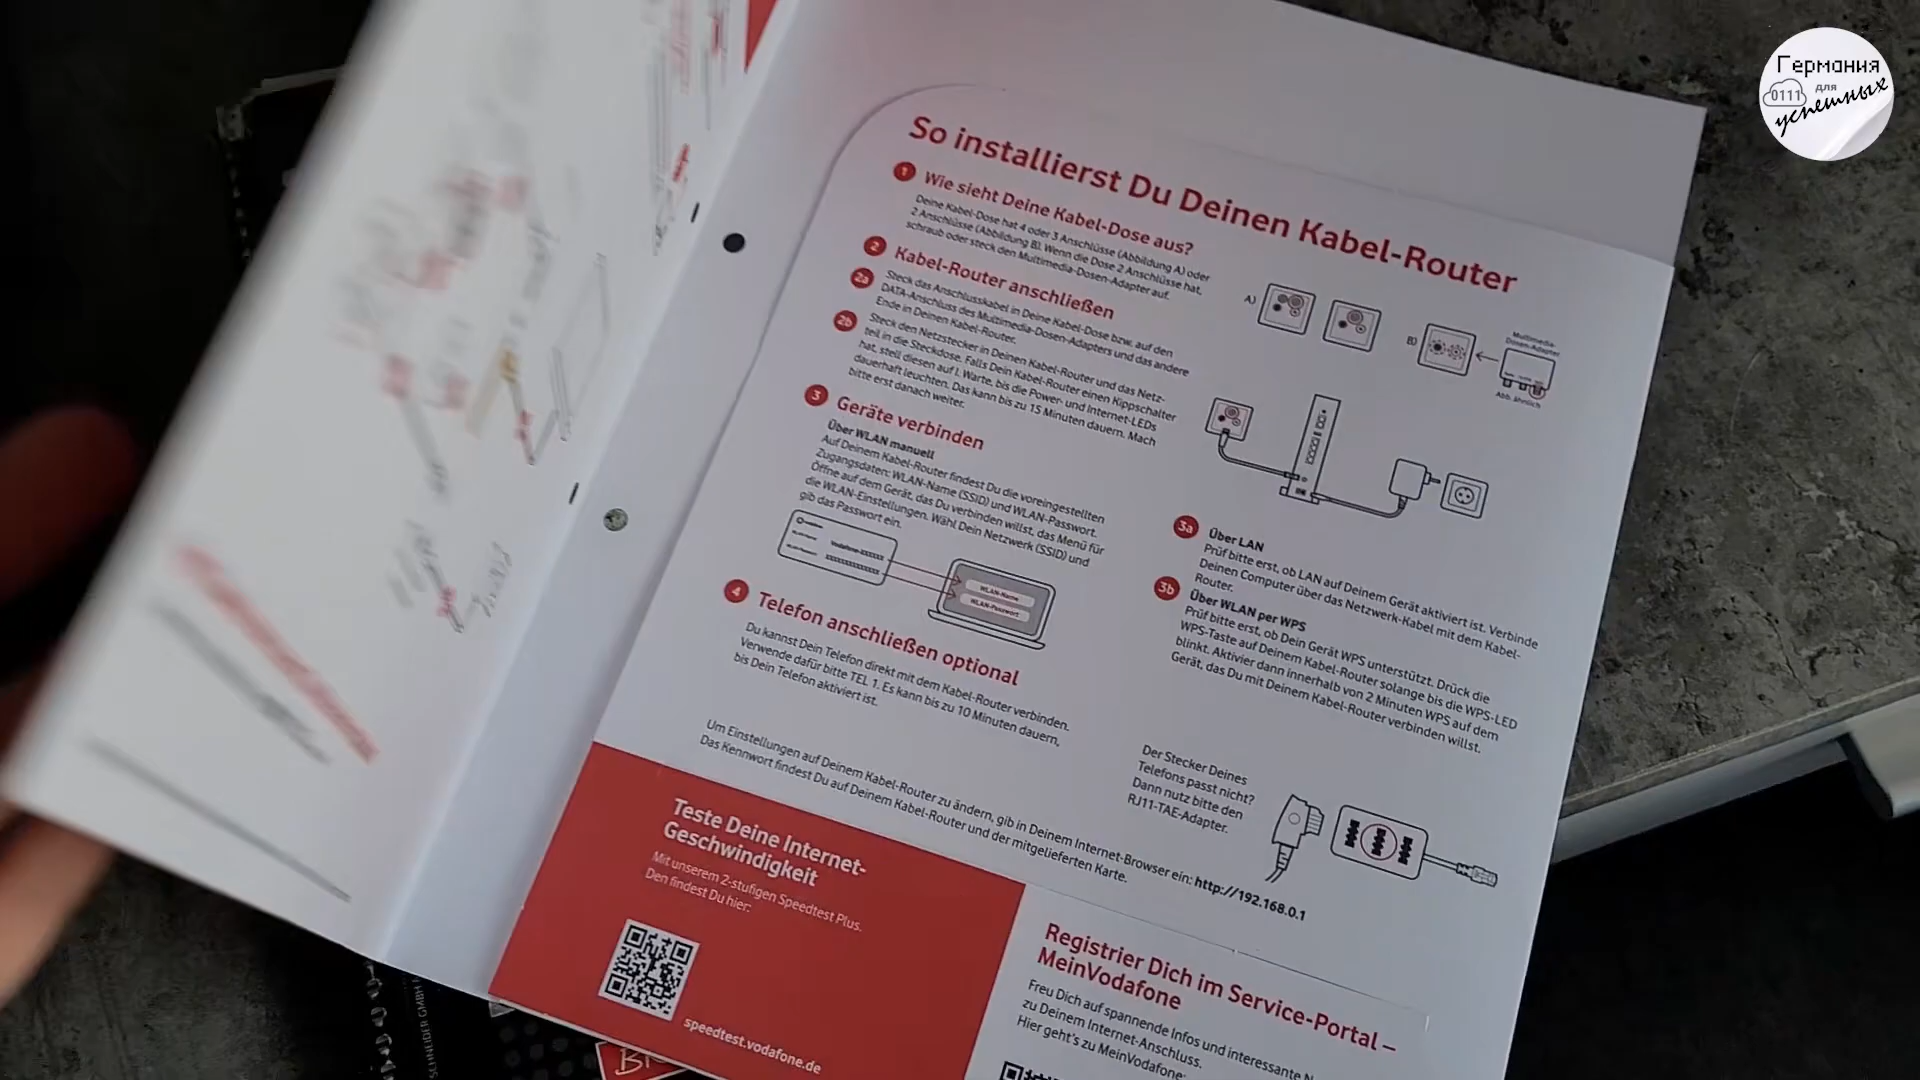 Германия
0111 для
успешных
So installierst Du Deinen Kabel-Router
1 Wie sieht Deine Kabel-Dose aus?
Deine Kabel-Dose hat 4 oder 3 Anschlüsse (Abbildung A) oder
2 Anschlüsse (Abbildung B). Wenn die Dose 2 Anschlüsse hat,
schraub oder steck den Multimedia-Dosen-Adapter auf.
2 Kabel-Router anschließen
2a Steck das Anschlusskabel in Deine Kabel-Dose bzw. auf den
DATA-Anschluss des Multimedia-Dosen-Adapters und das andere
Ende in Deinen Kabel-Router.
2b Steck den Netzstecker in Deinen Kabel-Router und das Netz-
teil in die Steckdose. Falls Dein Kabel-Router einen Kippschalter
hat, stell diesen auf I. Warte, bis die Power- und Internet-LEDs
dauerhaft leuchten. Das kann bis zu 15 Minuten dauern. Mach
bitte erst danach weiter.
A)
B)
Multimedia-
Dosen-Adapter
Abb. ähnlich
3 Geräte verbinden
Über WLAN manuell
Auf Deinem Kabel-Router findest Du die voreingestellten
Zugangsdaten: WLAN-Name (SSID) und WLAN-Passwort.
Öffne auf dem Gerät, das Du verbinden willst, das Menü für
die WLAN-Einstellungen. Wähl Dein Netzwerk (SSID) und
gib das Passwort ein.
Vodafone-XXXXXX
XXXXXXXXXXXXX
WLAN-Name
WLAN-Passwort
3a Über LAN
Prüf bitte erst, ob LAN auf Deinem Gerät aktiviert ist. Verbinde
Deinen Computer über das Netzwerk-Kabel mit dem Kabel-
Router.
3b Über WLAN per WPS
Prüf bitte erst, ob Dein Gerät WPS unterstützt. Drück die
WPS-Taste auf Deinem Kabel-Router solange bis die WPS-LED
blinkt. Aktivier dann innerhalb von 2 Minuten WPS auf dem
Gerät, das Du mit Deinem Kabel-Router verbinden willst.
4 Telefon anschließen optional
Du kannst Dein Telefon direkt mit dem Kabel-Router verbinden.
Verwende dafür bitte TEL 1. Es kann bis zu 10 Minuten dauern,
bis Dein Telefon aktiviert ist.
Der Stecker Deines
Telefons passt nicht?
Dann nutz bitte den
RJ11-TAE-Adapter.
Um Einstellungen auf Deinem Kabel-Router zu ändern, gib in Deinem Internet-Browser ein: http://192.168.0.1
Das Kennwort findest Du auf Deinem Kabel-Router und der mitgelieferten Karte.
Teste Deine Internet-
Geschwindigkeit
Mit unserem 2-stufigen Speedtest Plus.
Den findest Du hier:
speedtest.vodafone.de
Registrier Dich im Service-Portal –
MeinVodafone
Freu Dich auf spannende Infos und interessante
zu Deinem Internet-Anschluss.
Hier geht's zu MeinVodafone:
SCHNEIDER GMBH